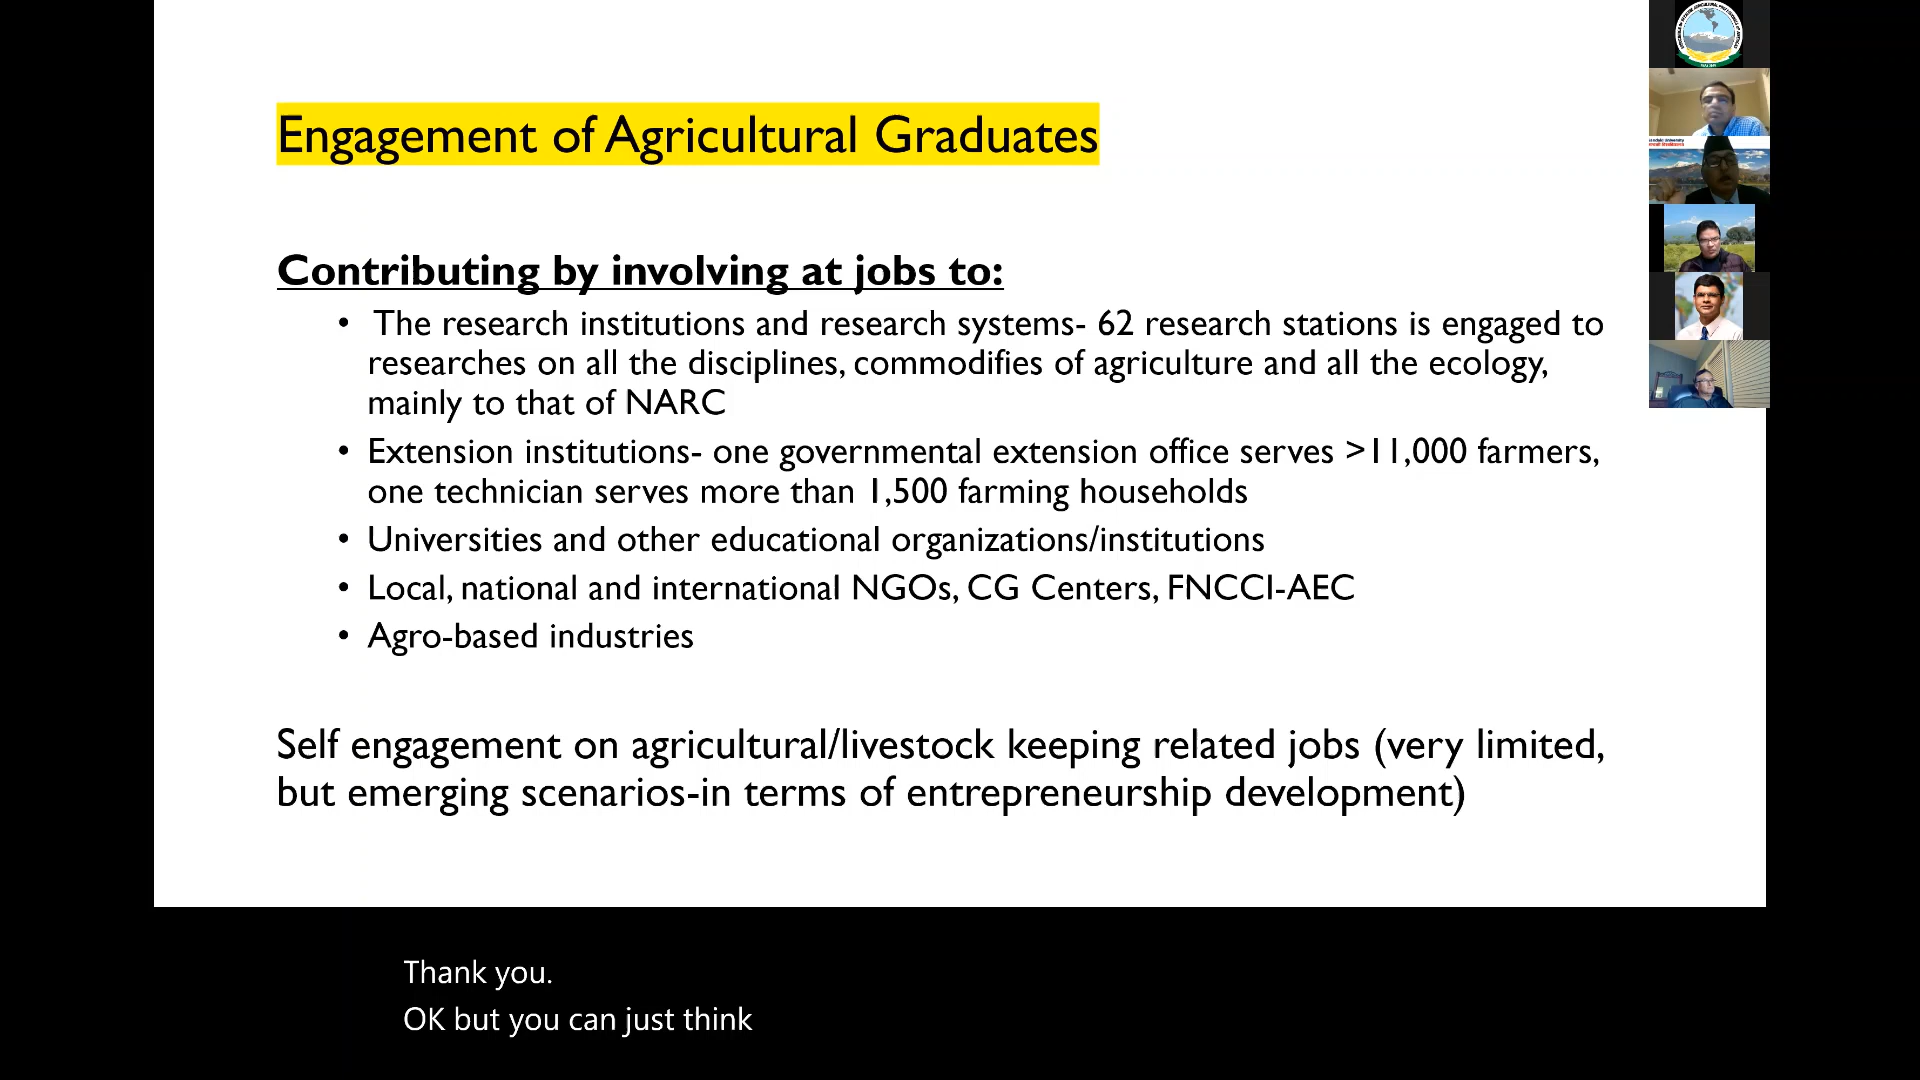 Engagement of Agricultural Graduates
Contributing by involving at jobs to:
• The research institutions and research systems- 62 research stations is engaged to
researches on all the disciplines, commodifies of agriculture and all the ecology,
mainly to that of NARC
• Extension institutions- one governmental extension office serves >11,000 farmers,
one technician serves more than 1,500 farming households
• Universities and other educational organizations/institutions
• Local, national and international NGOs, CG Centers, FNCCI-AEC
• Agro-based industries
Self engagement on agricultural/livestock keeping related jobs (very limited,
but emerging scenarios-in terms of entrepreneurship development)
Thank you.
OK but you can just think